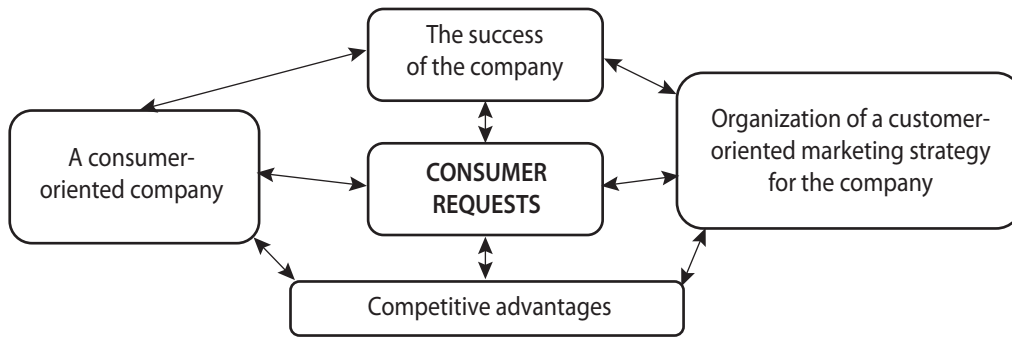 The success
of the company
A consumer-
oriented company
CONSUMER
REQUESTS
Organization of a customer-
oriented marketing strategy
for the company
Competitive advantages